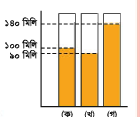 ১৪০ মিলি
১০০ মিলি
৯০ মিলি
(ক) (খ) (গ)